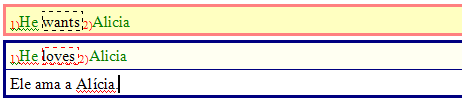 1)He wants 2)Alicia
1)He loves 2)Alicia
Ele ama a Alícia.